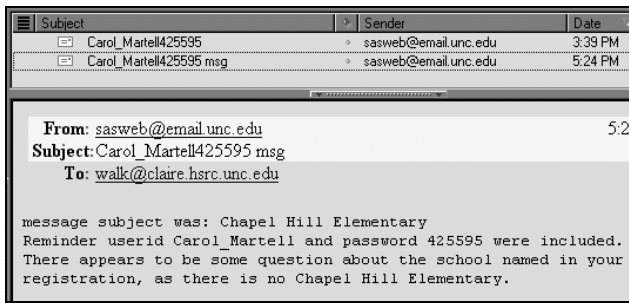 Subject Sender Date
Carol_Martell425595 sasweb@email.unc.edu 3:39 PM
Carol_Martell425595 msg sasweb@email.unc.edu 5:24 PM
From: sasweb@email.unc.edu 5:2
Subject:Carol_Martell425595 msg
To: walk@claire.hsrc.unc.edu
message subject was: Chapel Hill Elementary
Reminder userid Carol_Martell and password 425595 were included.
There appears to be some question about the school named in your
registration, as there is no Chapel Hill Elementary.